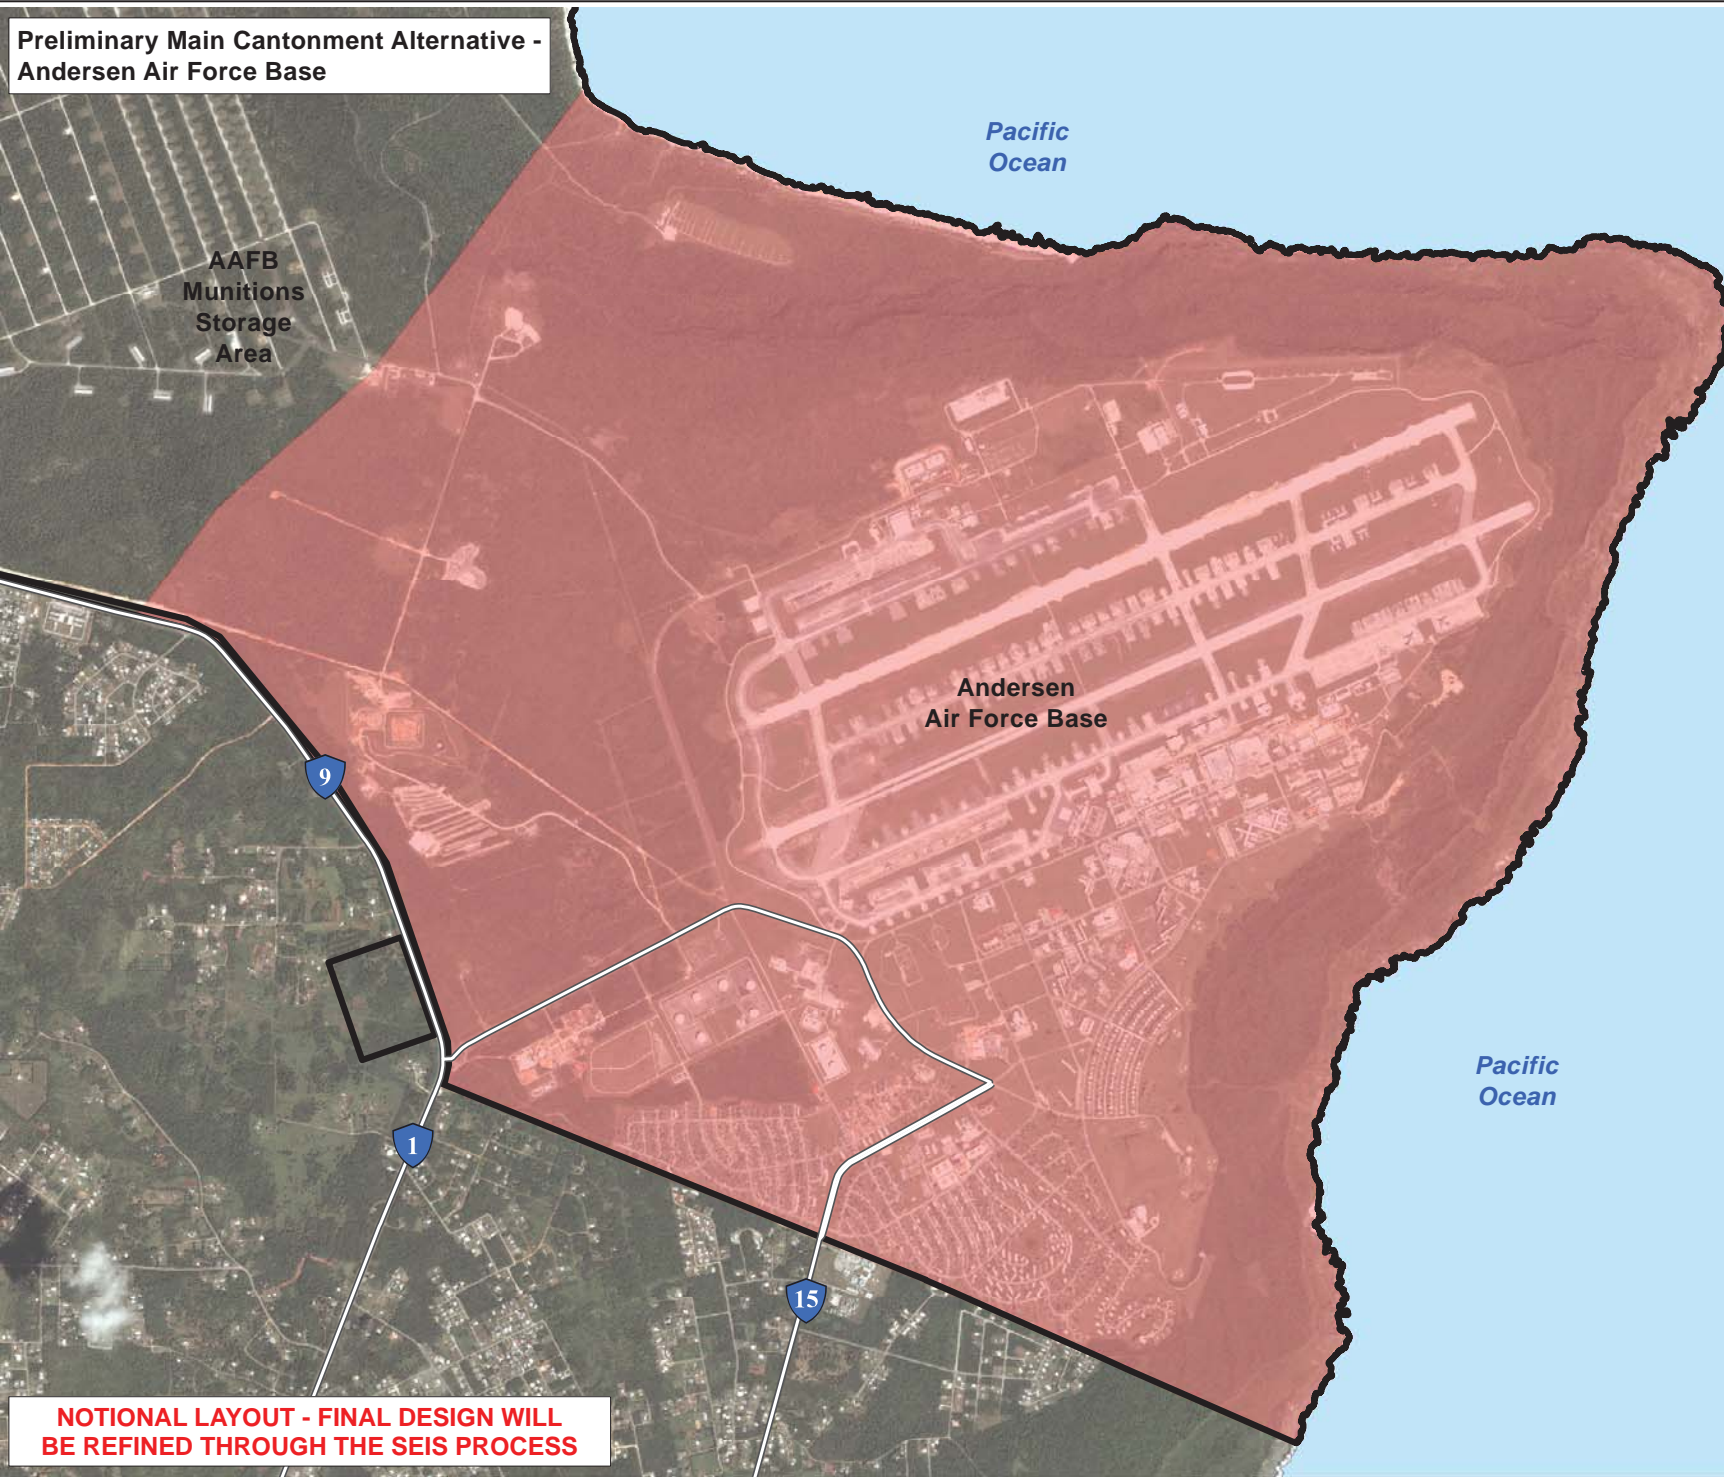 Preliminary Main Cantonment Alternative -
Andersen Air Force Base
Pacific
Ocean
AAFB
Munitions
Storage
Area
Andersen
Air Force Base
9
Pacific
Ocean
1
15
NOTIONAL LAYOUT - FINAL DESIGN WILL
BE REFINED THROUGH THE SEIS PROCESS